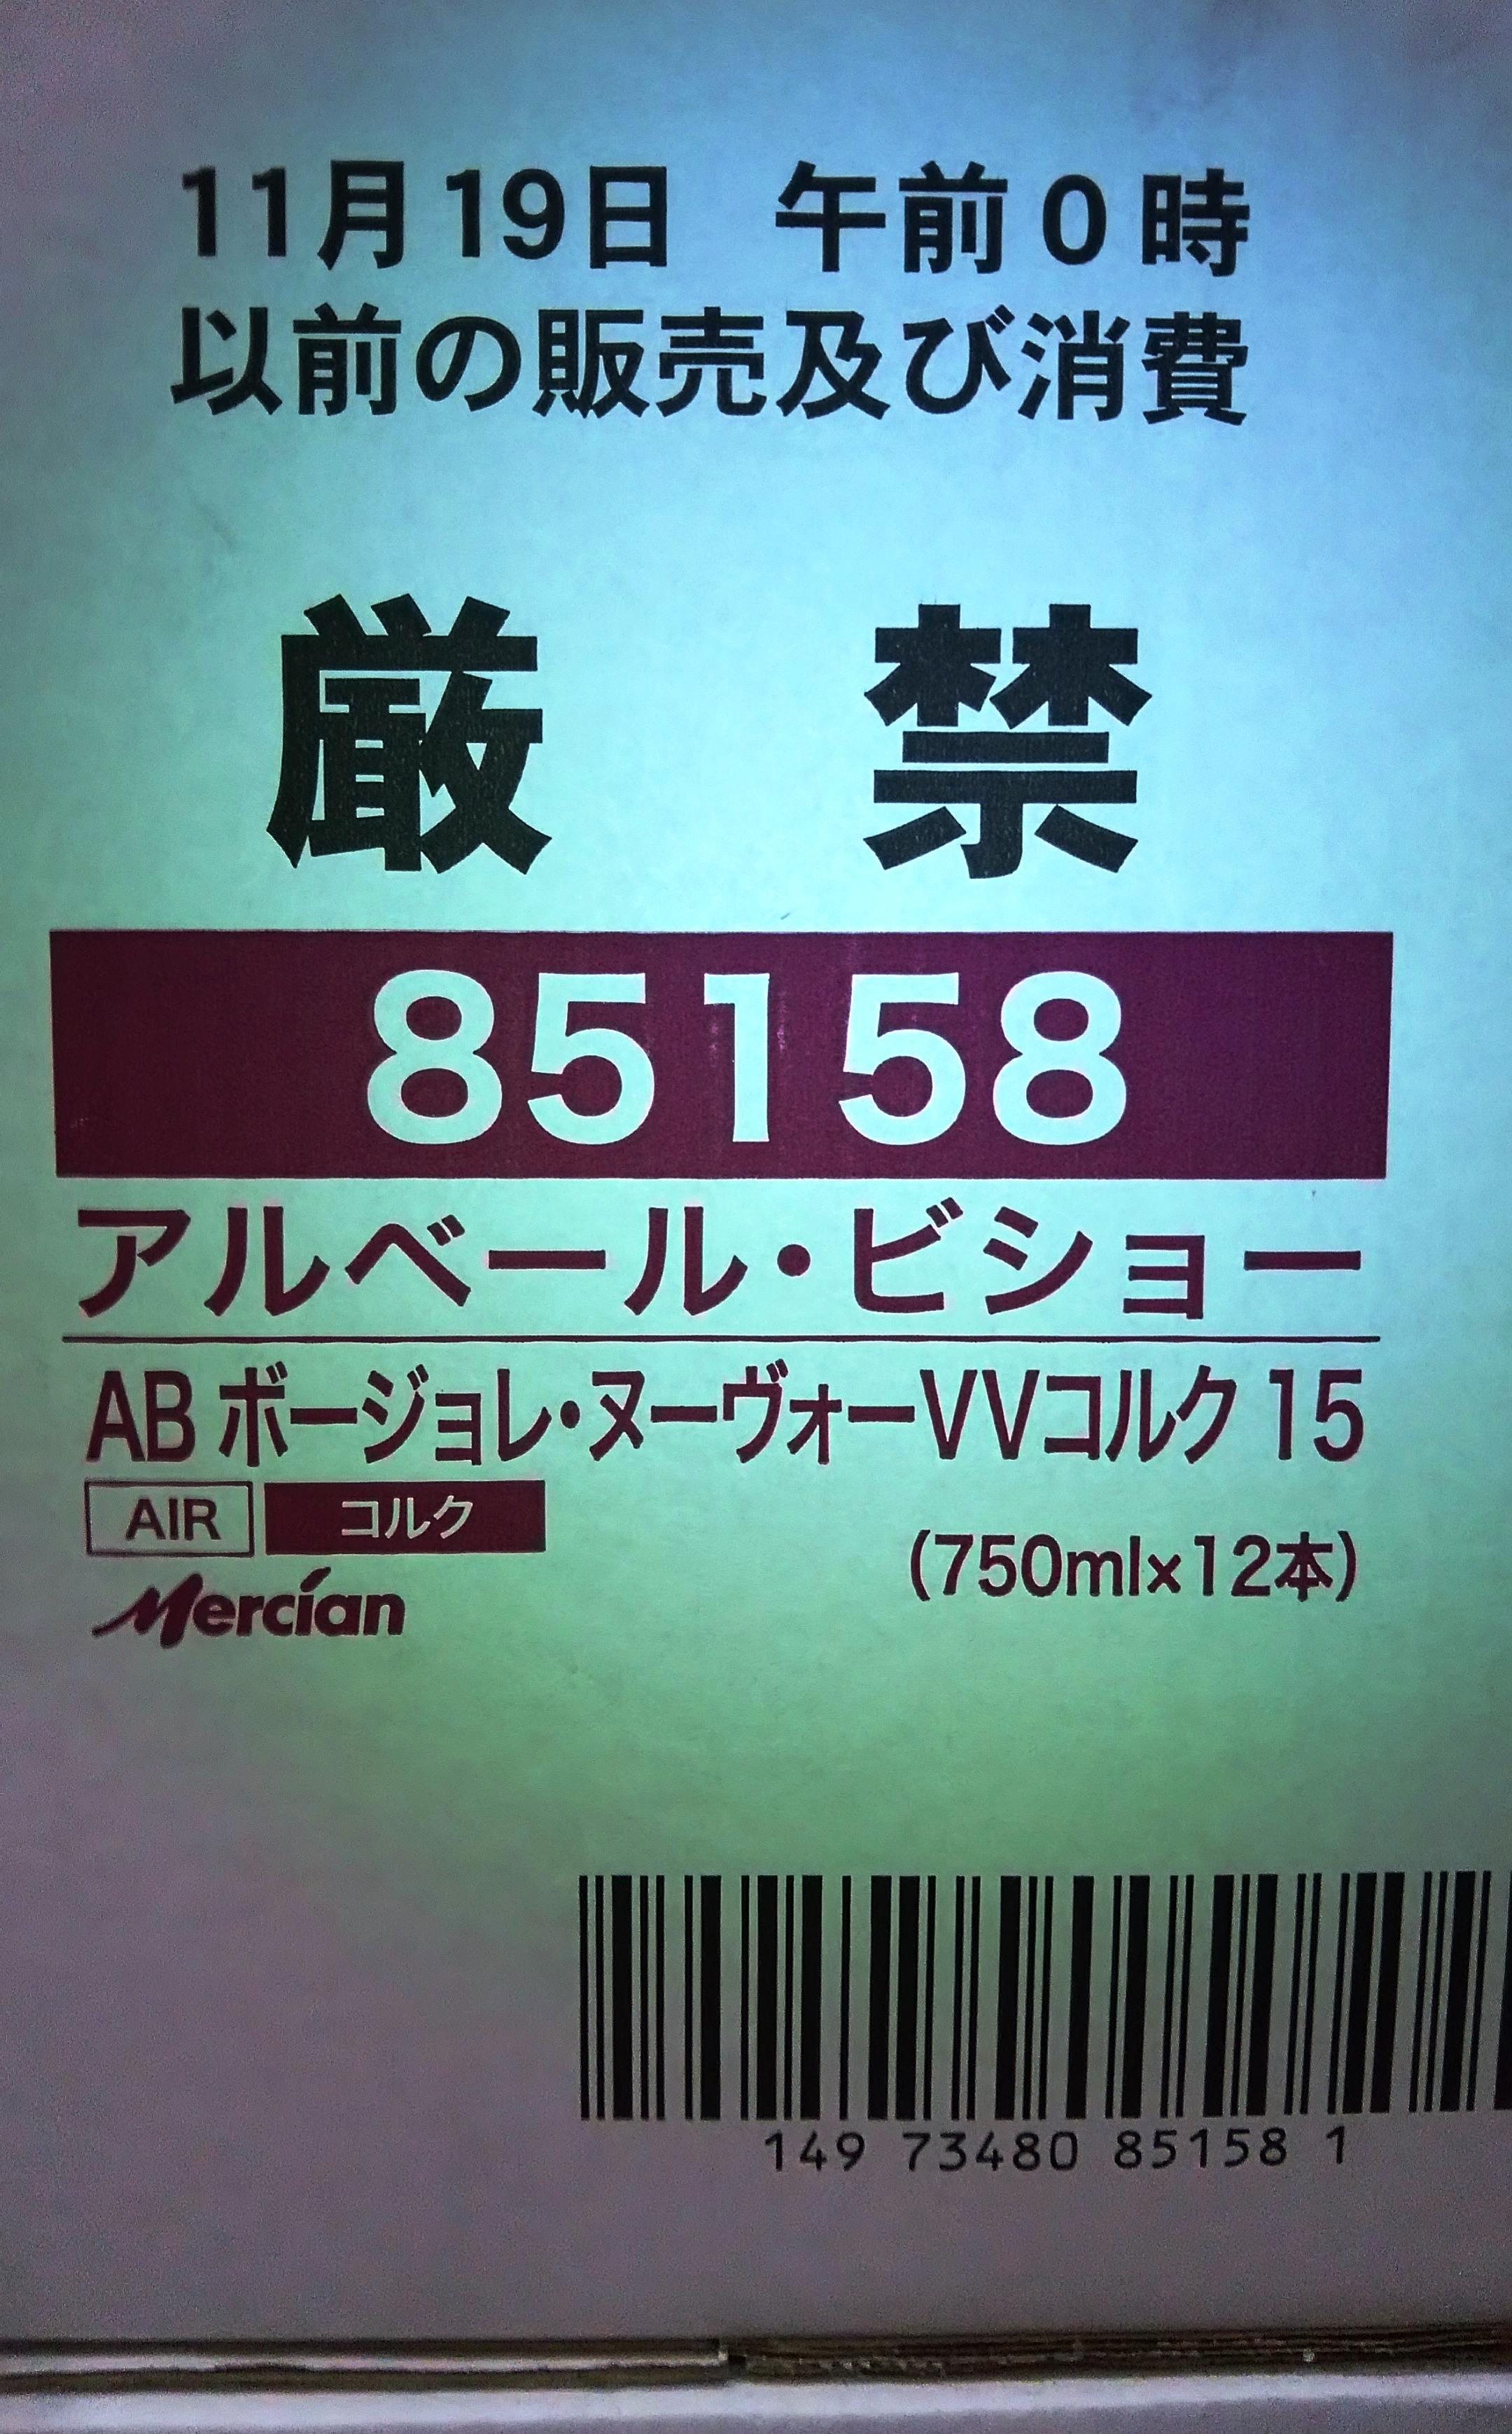 11月19日 午前0時
以前の販売及び消費
厳 禁
85158
アルベール・ビショー
AB ボージョレ・ヌーヴォーVVコルク 15
AIR コルク
(750ml×12本)
Mercian
149 73480 85158 1